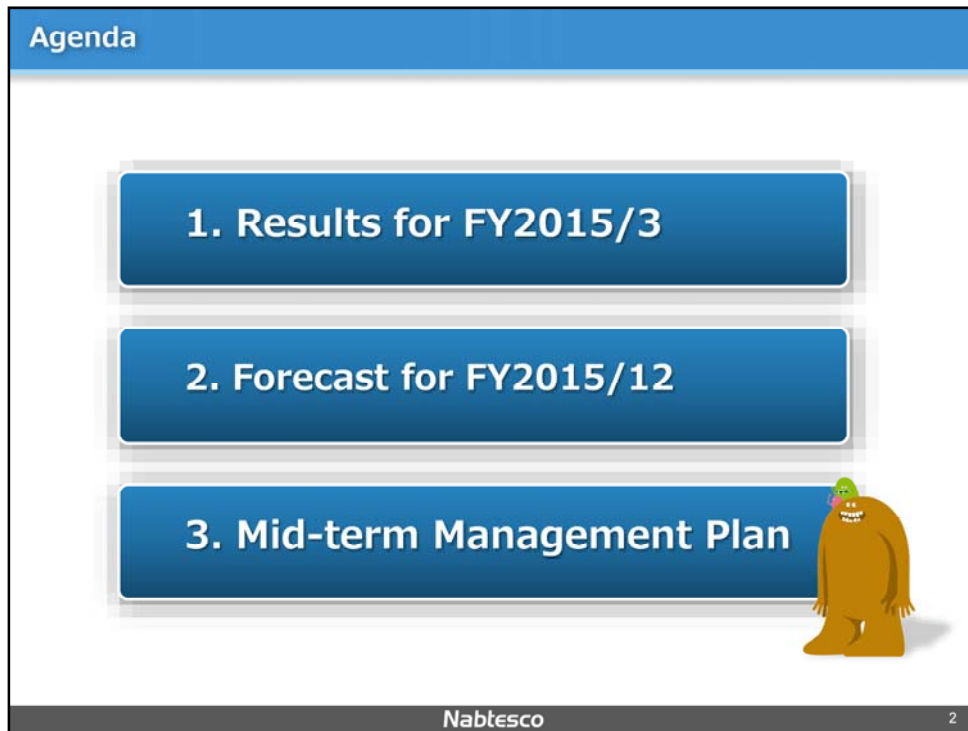 Agenda
1. Results for FY2015/3
2. Forecast for FY2015/12
3. Mid-term Management Plan
Nabtesco
2